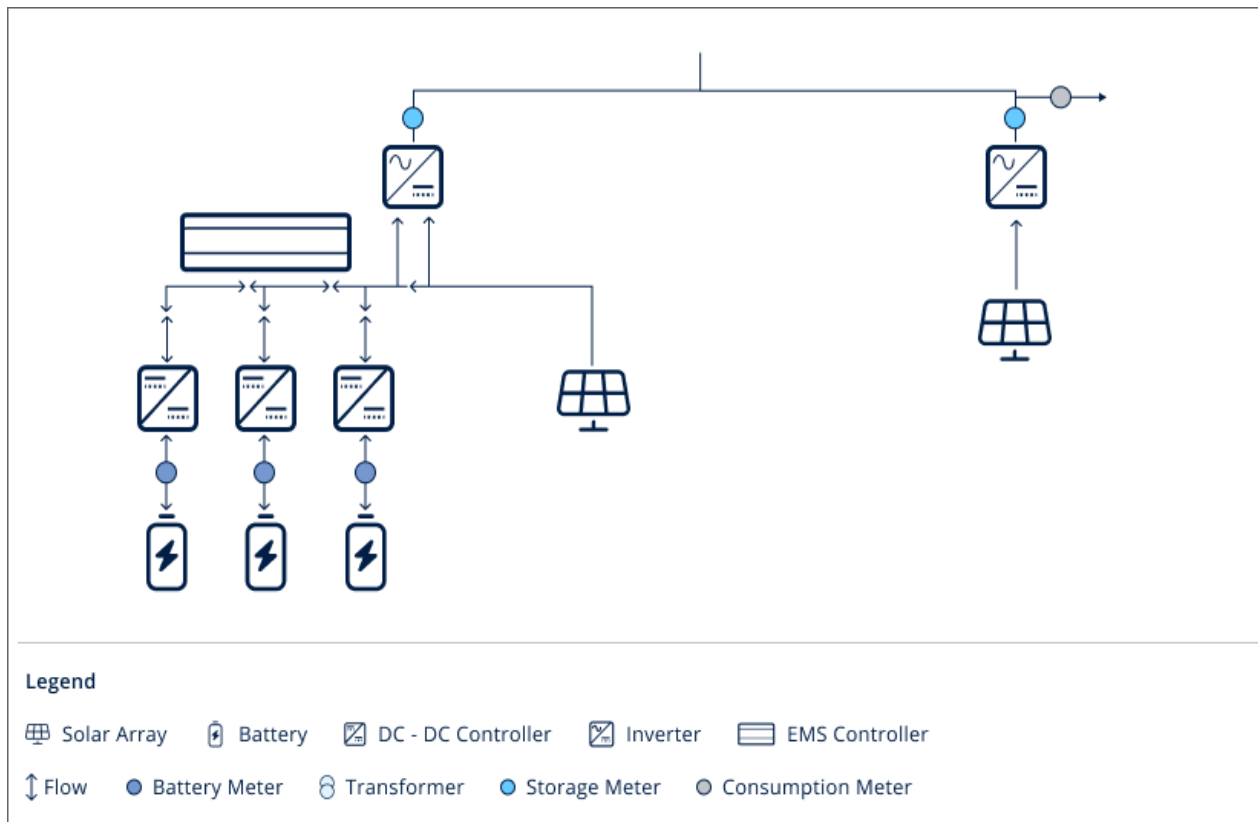 Legend
Solar Array Battery DC - DC Controller Inverter EMS Controller
Flow Battery Meter Transformer Storage Meter Consumption Meter